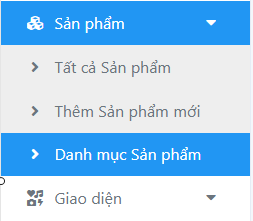 Sản phẩm
Tất cả Sản phẩm
Thêm Sản phẩm mới
Danh mục Sản phẩm
Giao diện